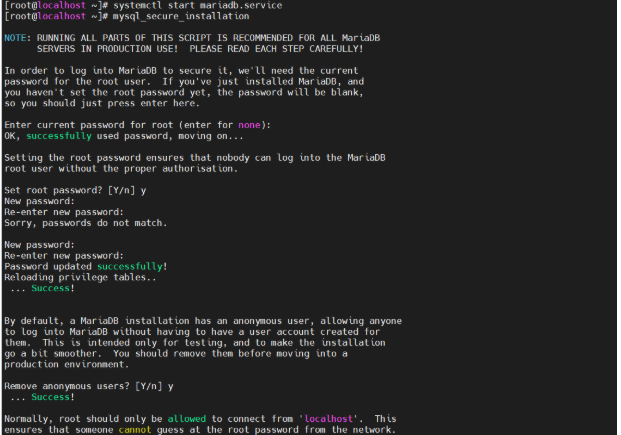 [root@localhost ~]# systemctl start mariadb.service
[root@localhost ~]# mysql_secure_installation
NOTE: RUNNING ALL PARTS OF THIS SCRIPT IS RECOMMENDED FOR ALL MariaDB
SERVERS IN PRODUCTION USE!  PLEASE READ EACH STEP CAREFULLY!
In order to log into MariaDB to secure it, we'll need the current
password for the root user.  If you've just installed MariaDB, and
you haven't set the root password yet, the password will be blank,
so you should just press enter here.
Enter current password for root (enter for none):
OK, successfully used password, moving on...
Setting the root password ensures that nobody can log into the MariaDB
root user without the proper authorisation.
Set root password? [Y/n] y
New password:
Re-enter new password:
Sorry, passwords do not match.
New password:
Re-enter new password:
Password updated successfully!
Reloading privilege tables..
 ... Success!
By default, a MariaDB installation has an anonymous user, allowing anyone
to log into MariaDB without having to have a user account created for
them.  This is intended only for testing, and to make the installation
go a bit smoother.  You should remove them before moving into a
production environment.
Remove anonymous users? [Y/n] y
 ... Success!
Normally, root should only be allowed to connect from 'localhost'.  This
ensures that someone cannot guess at the root password from the network.